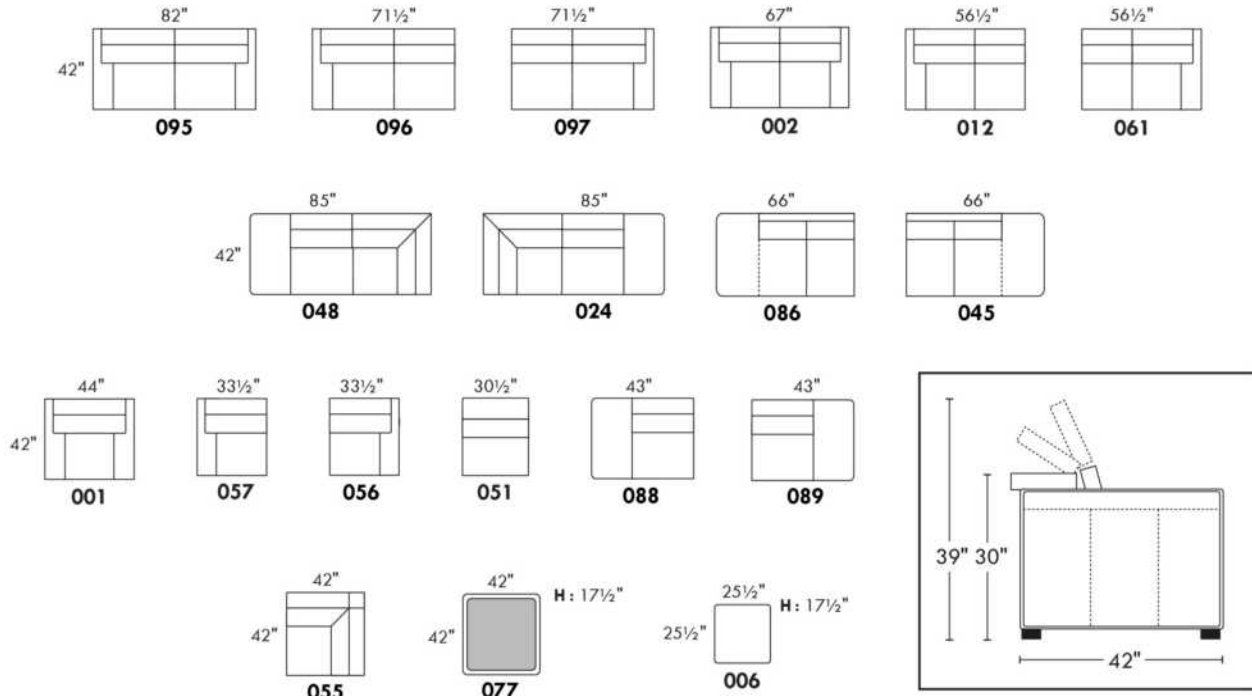 82" 71½" 71½" 67" 56½" 56½"
42"
095 096 097 002 012 061
85" 85" 66" 66"
42"
048 024 086 045
44" 33½" 33½" 30½" 43" 43"
42"
001 057 056 051 088 089
39" 30"
42"
42" 42" H: 17½" 25½" H: 17½"
42" 42" 25½"
055 077 006